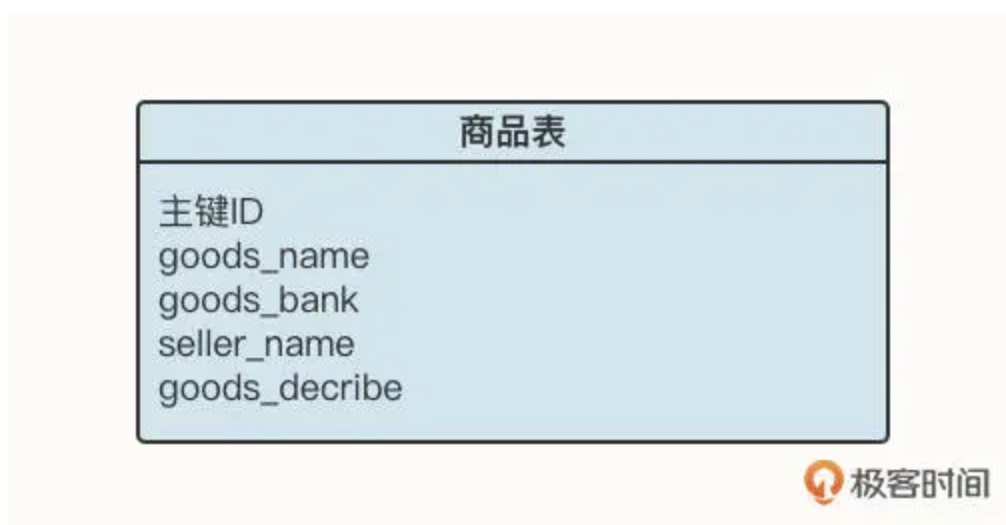 商品表
主键ID
goods_name
goods_bank
seller_name
goods_decribe
极客时间